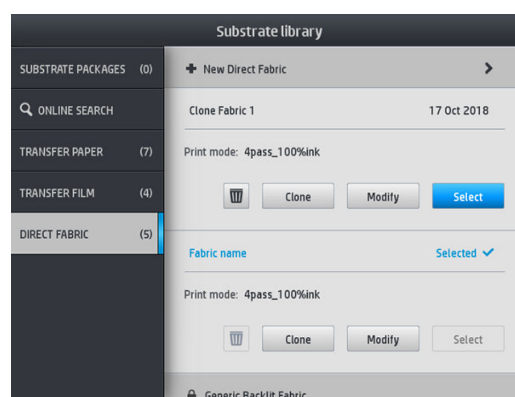 Substrate library
SUBSTRATE PACKAGES (0)
ONLINE SEARCH
TRANSFER PAPER (7)
TRANSFER FILM (4)
DIRECT FABRIC (5)
New Direct Fabric
Clone Fabric 1 17 Oct 2018
Print mode: 4pass_100%ink
Clone Modify Select
Fabric name Selected
Print mode: 4pass_100%ink
Clone Modify Select
Generic Backlit Fabric